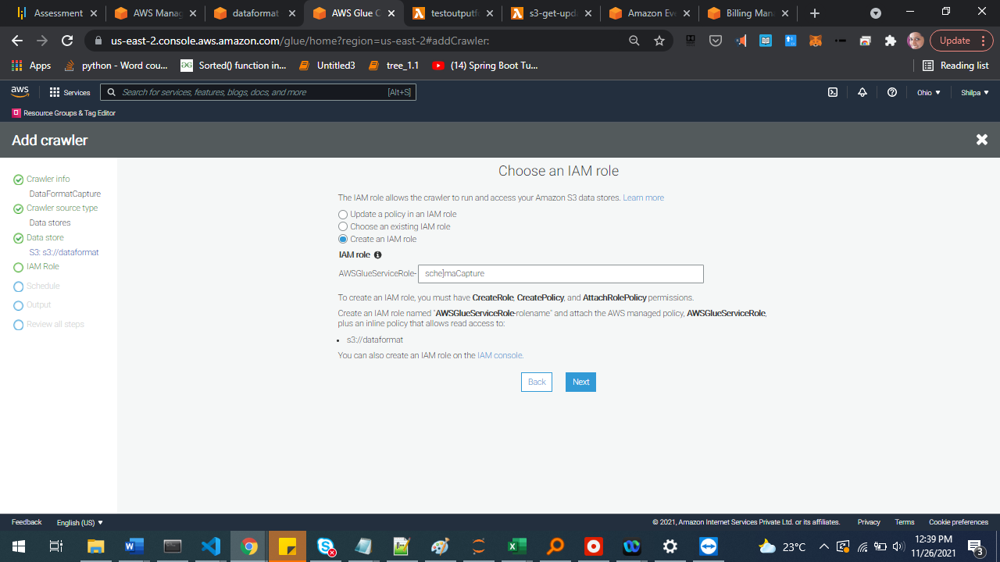 Assessment
AWS Manag
dataformat
AWS Glue C
testoutputf
s3-get-upda
Amazon Eve
Billing Man
us-east-2.console.aws.amazon.com/glue/home?region=us-east-2#addCrawler:
Update
Apps
python - Word cou...
Sorted() function in...
Untitled3
tree_1.1
(14) Spring Boot Tu...
Reading list
aws
Services
Search for services, features, blogs, docs, and more
[Alt+S]
Ohio
Shilpa
Resource Groups & Tag Editor
Add crawler
Crawler info
DataFormatCapture
Crawler source type
Data stores
Data store
S3: s3://dataformat
IAM Role
Schedule
Output
Review all steps
Choose an IAM role
The IAM role allows the crawler to run and access your Amazon S3 data stores. Learn more
Update a policy in an IAM role
Choose an existing IAM role
Create an IAM role
IAM role
AWSGlueServiceRole- sche]maCapture
To create an IAM role, you must have CreateRole, CreatePolicy, and AttachRolePolicy permissions.
Create an IAM role named "AWSGlueServiceRole-rolename" and attach the AWS managed policy, AWSGlueServiceRole,
plus an inline policy that allows read access to:
s3://dataformat
You can also create an IAM role on the IAM console.
Back
Next
Feedback
English (US)
© 2021, Amazon Internet Services Private Ltd. or its affiliates.
Privacy
Terms
Cookie preferences
23°C
12:39 PM
11/26/2021
3